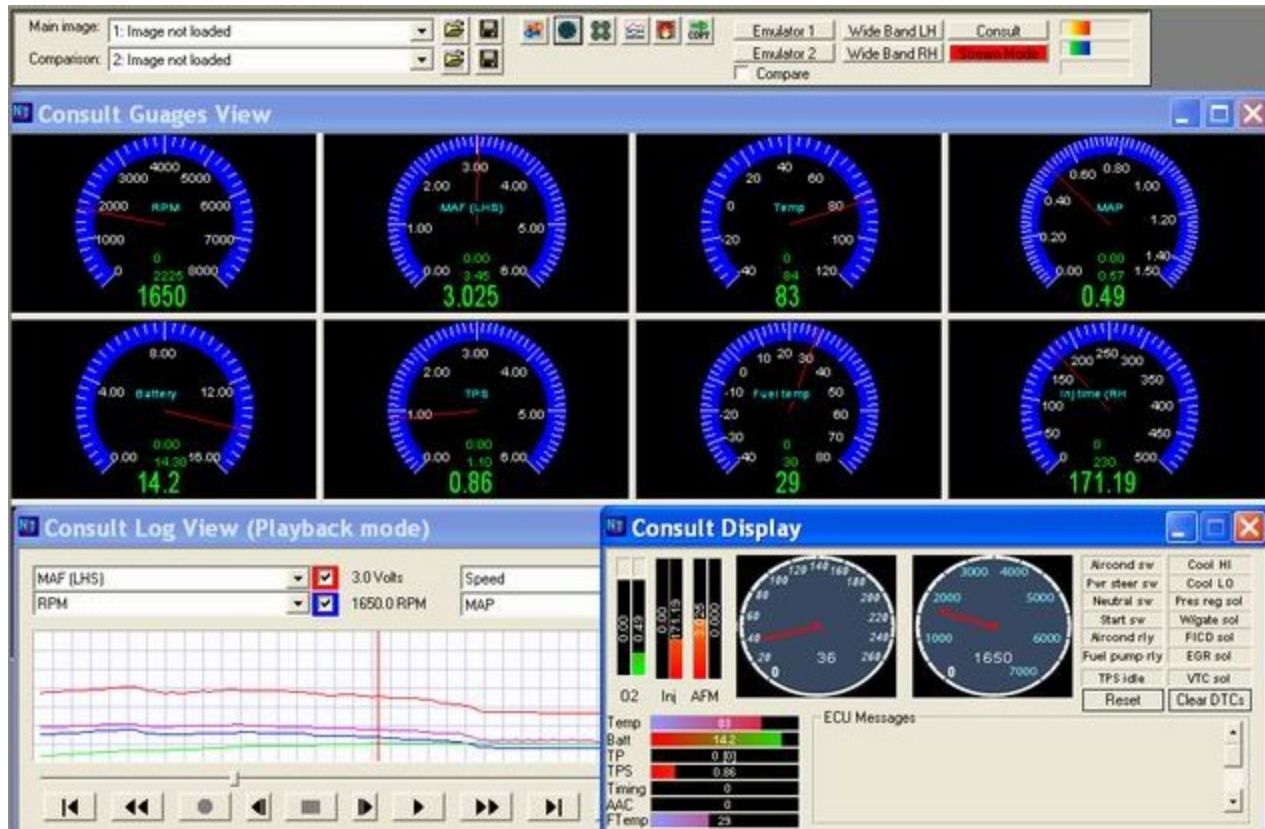 Main image: 1: Image not loaded
Comparison: 2: Image not loaded
COPY
Emulator 1 Wide Band LH Consult
Emulator 2 Wide Band RH Stream Mode
Compare
Consult Guages View
0 1000 2000 3000 4000 5000 6000 7000 8000
RPM
0
2225
1650
0.00 1.00 2.00 3.00 4.00 5.00 6.00
MAF (LHS)
0.00
3.45
3.025
-40 -20 0 20 40 60 80 100 120
Temp
0
84
83
0.00 0.20 0.40 0.60 0.80 1.00 1.20 1.40 1.50
MAP
0.00
0.57
0.49
0.00 4.00 8.00 12.00 16.00
Battery
0.00
14.30
14.2
0.00 1.00 2.00 3.00 4.00 5.00 6.00
TPS
0.00
1.10
0.86
-40 -30 -20 -10 0 10 20 30 40 50 60 70 80
Fuel temp
0
30
29
0 50 100 150 200 250 300 350 400 450 500
Inj time (RH
0
230
171.19
Consult Log View (Playback mode)
MAF (LHS) 3.0 Volts Speed
RPM 1650.0 RPM MAP
Consult Display
0.00 0.49 0.00 171.19 3.025 0.000
O2 Inj AFM
0 20 40 60 80 100 120 140 160 180 200 220 240 260
36
0 1000 2000 3000 4000 5000 6000 7000
1650
Aircond sw Cool HI
Pwr steer sw Cool LO
Neutral sw Pres reg sol
Start sw W/gate sol
Aircond rly FICD sol
Fuel pump rly EGR sol
TPS idle VTC sol
Reset Clear DTCs
Temp 83
Batt 14.2
TP 0 [0]
TPS 0.86
Timing 0
AAC 0
FTemp 29
ECU Messages